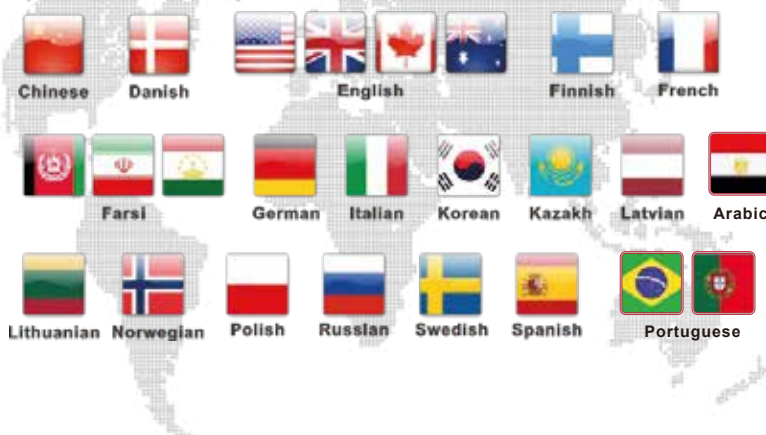 Chinese Danish English Finnish French
Farsi German Italian Korean Kazakh Latvian Arabic
Lithuanian Norwegian Polish Russian Swedish Spanish Portuguese